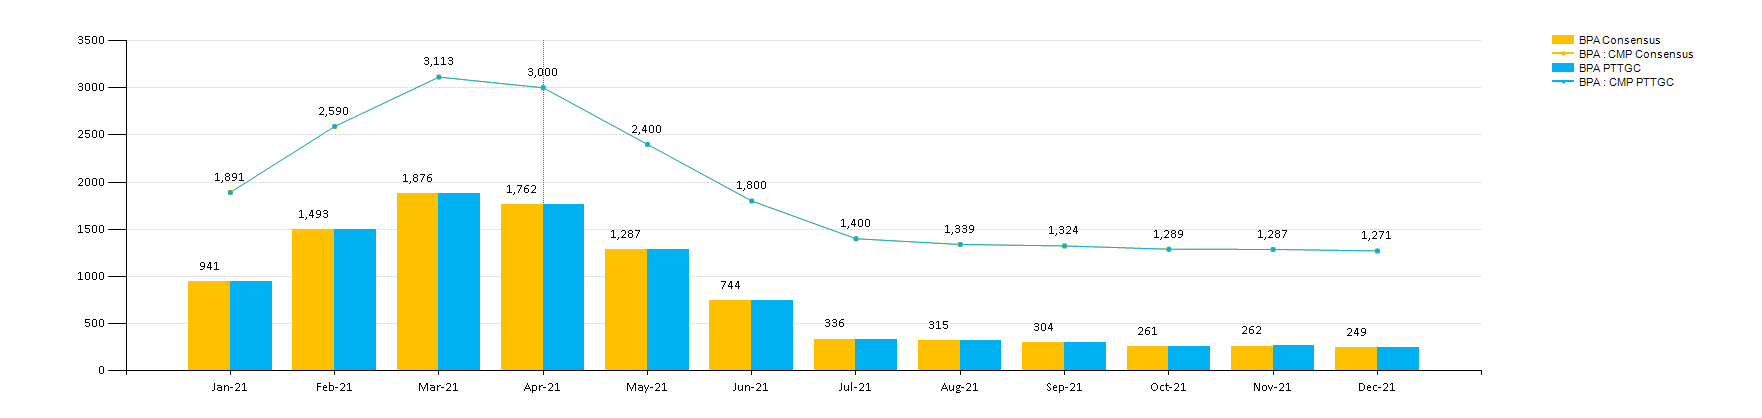 3500
3000
2500
2000
1500
1000
500
0
1,891
2,590
3,113
3,000
2,400
1,800
1,400
1,339
1,324
1,289
1,287
1,271
941
1,493
1,876
1,762
1,287
744
336
315
304
261
262
249
Jan-21
Feb-21
Mar-21
Apr-21
May-21
Jun-21
Jul-21
Aug-21
Sep-21
Oct-21
Nov-21
Dec-21
BPA Consensus
BPA : CMP Consensus
BPA PTTGC
BPA : CMP PTTGC